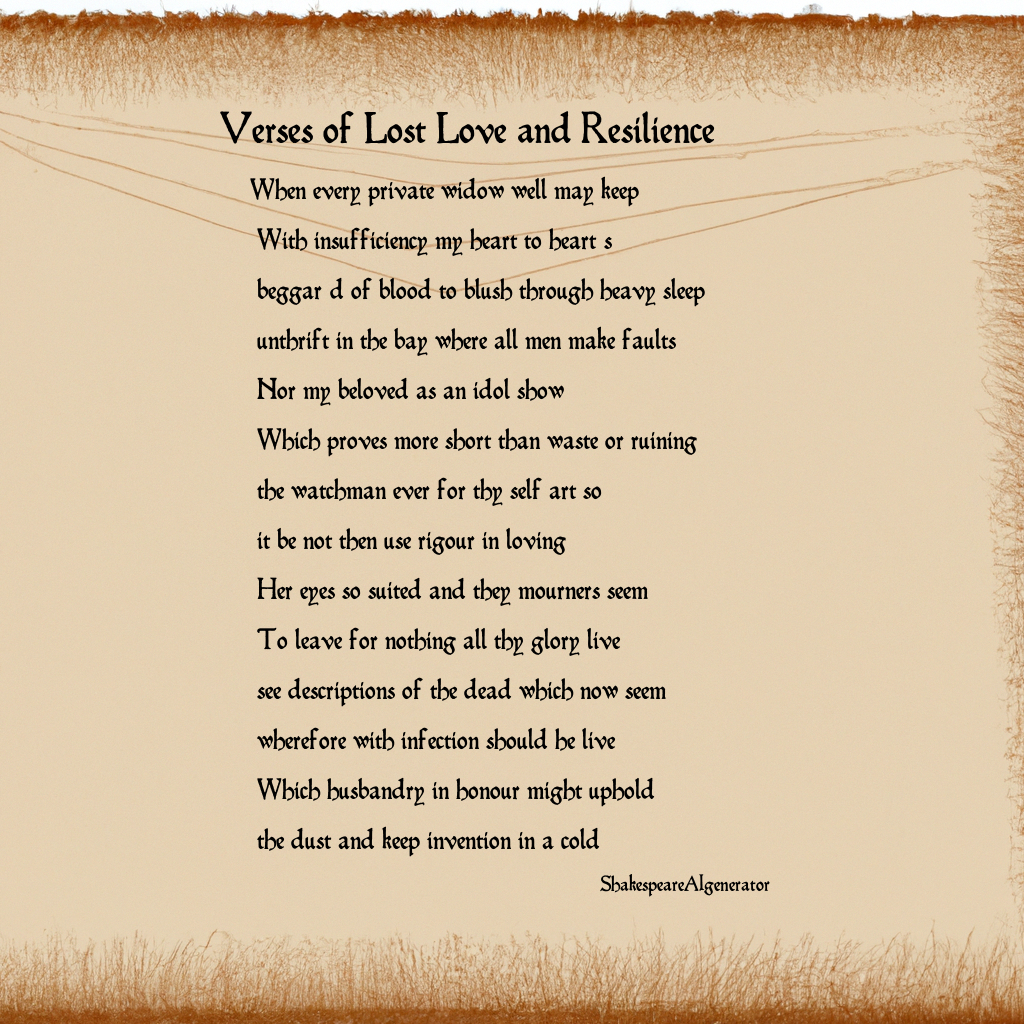 Verses of Lost Love and Resilience
When every private widow well may keep
With insufficiency my heart to heart s
beggar d of blood to blush through heavy sleep
unthrift in the bay where all men make faults
Nor my beloved as an idol show
Which proves more short than waste or ruining
the watchman ever for thy self art so
it be not then use rigour in loving
Her eyes so suited and they mourners seem
To leave for nothing all thy glory live
see descriptions of the dead which now seem
wherefore with infection should he live
Which husbandry in honour might uphold
the dust and keep invention in a cold
ShakespeareAIgenerator